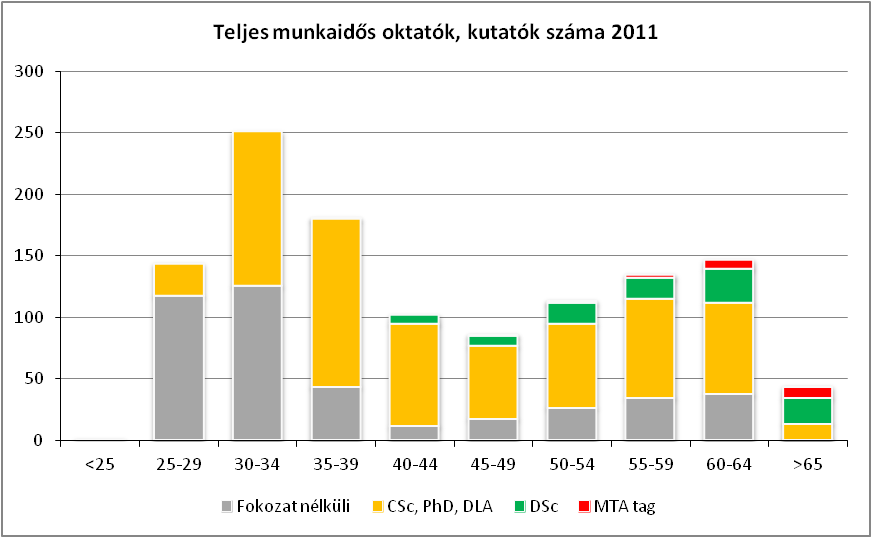 Teljes munkaidős oktatók, kutatók száma 2011
300
250
200
150
100
50
0
<25 25-29 30-34 35-39 40-44 45-49 50-54 55-59 60-64 >65
Fokozat nélküli CSc, PhD, DLA DSc MTA tag